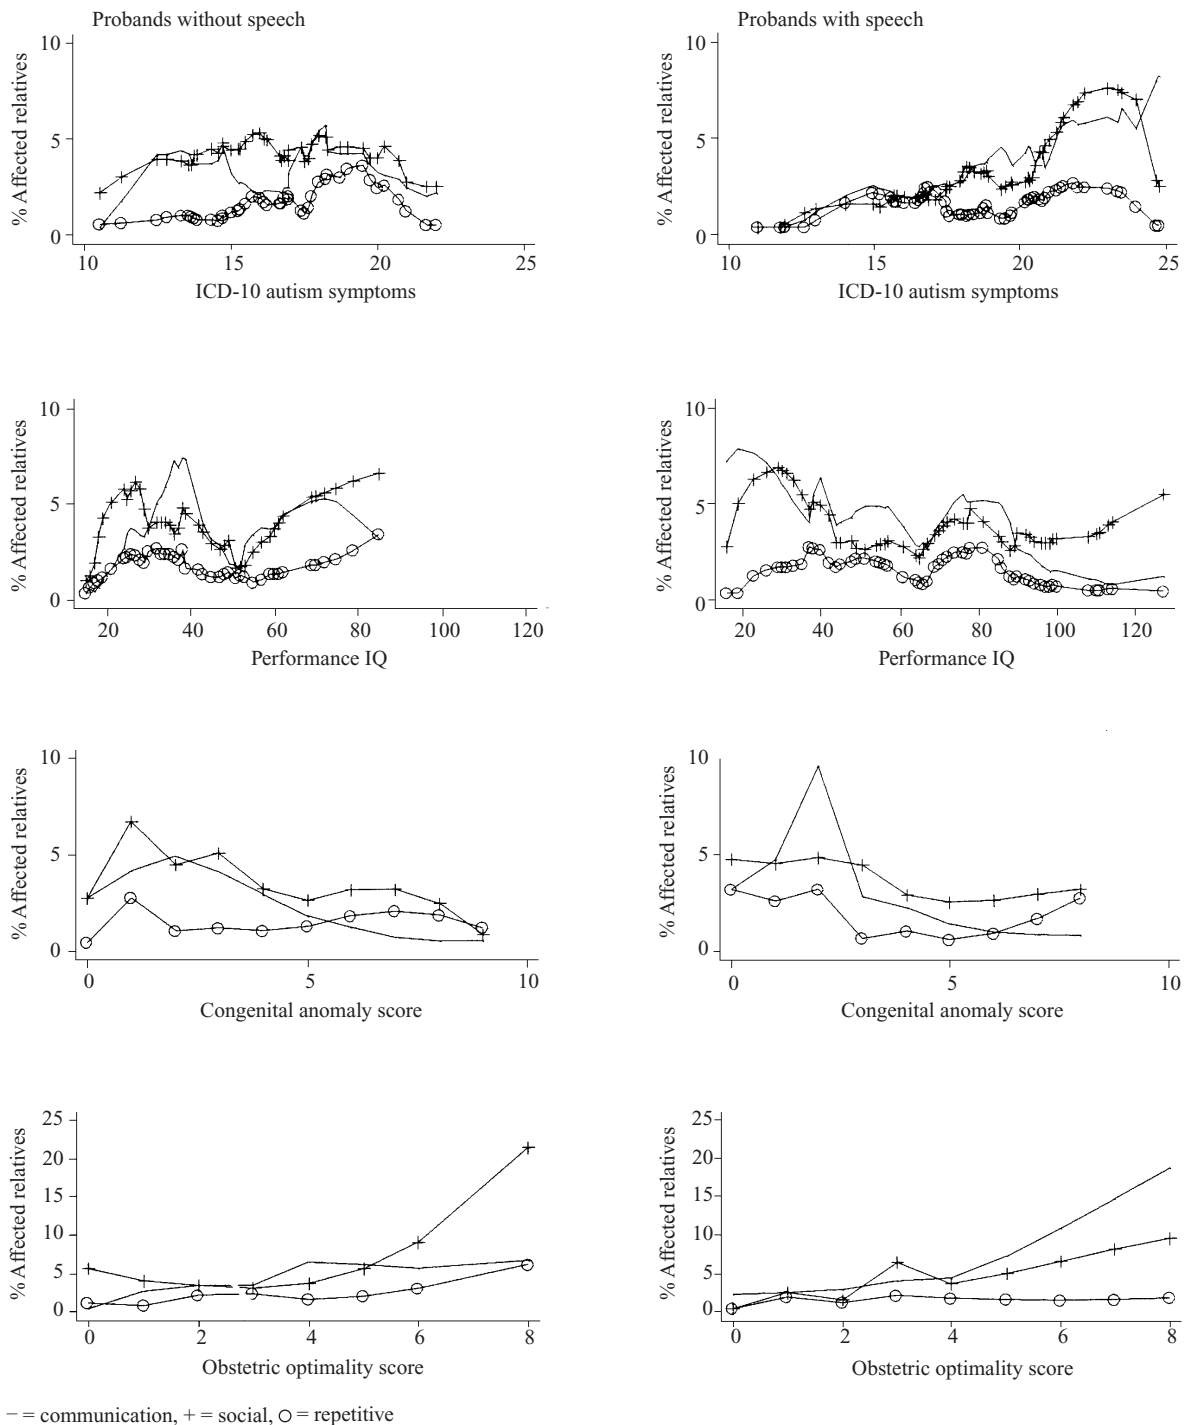 Probands without speech
% Affected relatives
10
5
0
10 15 20 25
ICD-10 autism symptoms
Probands with speech
% Affected relatives
10
5
0
10 15 20 25
ICD-10 autism symptoms
% Affected relatives
10
5
0
20 40 60 80 100 120
Performance IQ
% Affected relatives
10
5
0
20 40 60 80 100 120
Performance IQ
% Affected relatives
10
5
0
0 5 10
Congenital anomaly score
% Affected relatives
10
5
0
0 5 10
Congenital anomaly score
% Affected relatives
25
20
15
10
5
0
0 2 4 6 8
Obstetric optimality score
% Affected relatives
25
20
15
10
5
0
0 2 4 6 8
Obstetric optimality score
– = communication, + = social, ○ = repetitive